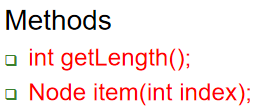 Methods
int getLength();
Node item(int index);